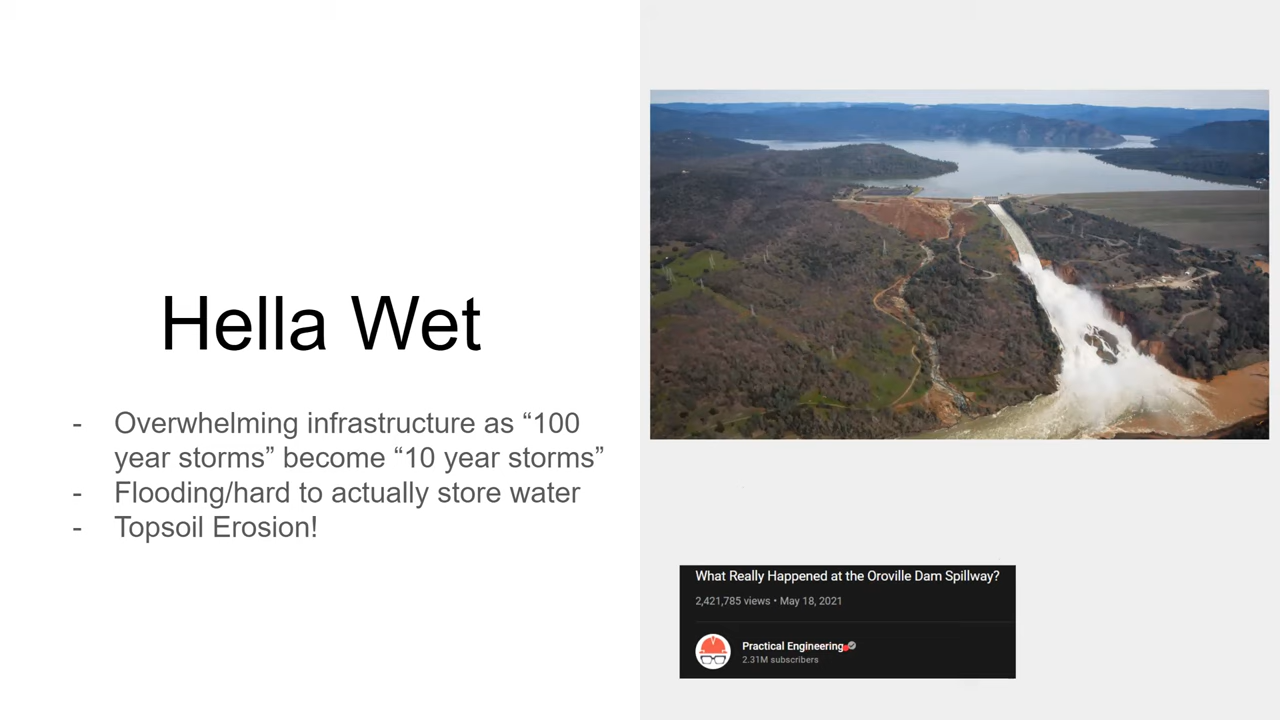 Hella Wet
- Overwhelming infrastructure as “100
year storms” become “10 year storms”
- Flooding/hard to actually store water
- Topsoil Erosion!
What Really Happened at the Oroville Dam Spillway?
2,421,785 views • May 18, 2021
Practical Engineering
2.31M subscribers